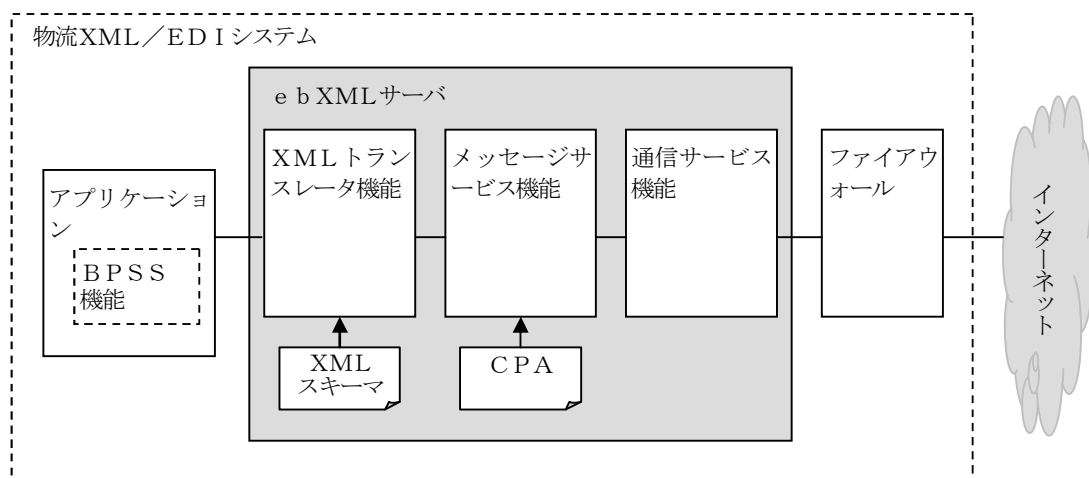 物流XML／EDIシステム
ｅｂXMLサーバ
アプリケーショ
ン
ＢＰＳＳ
機能
XMLトラン
スレータ機能
メッセージサ
ービス機能
通信サービス
機能
ファイアウ
ォール
インターネット
XML
スキーマ
ＣＰＡ